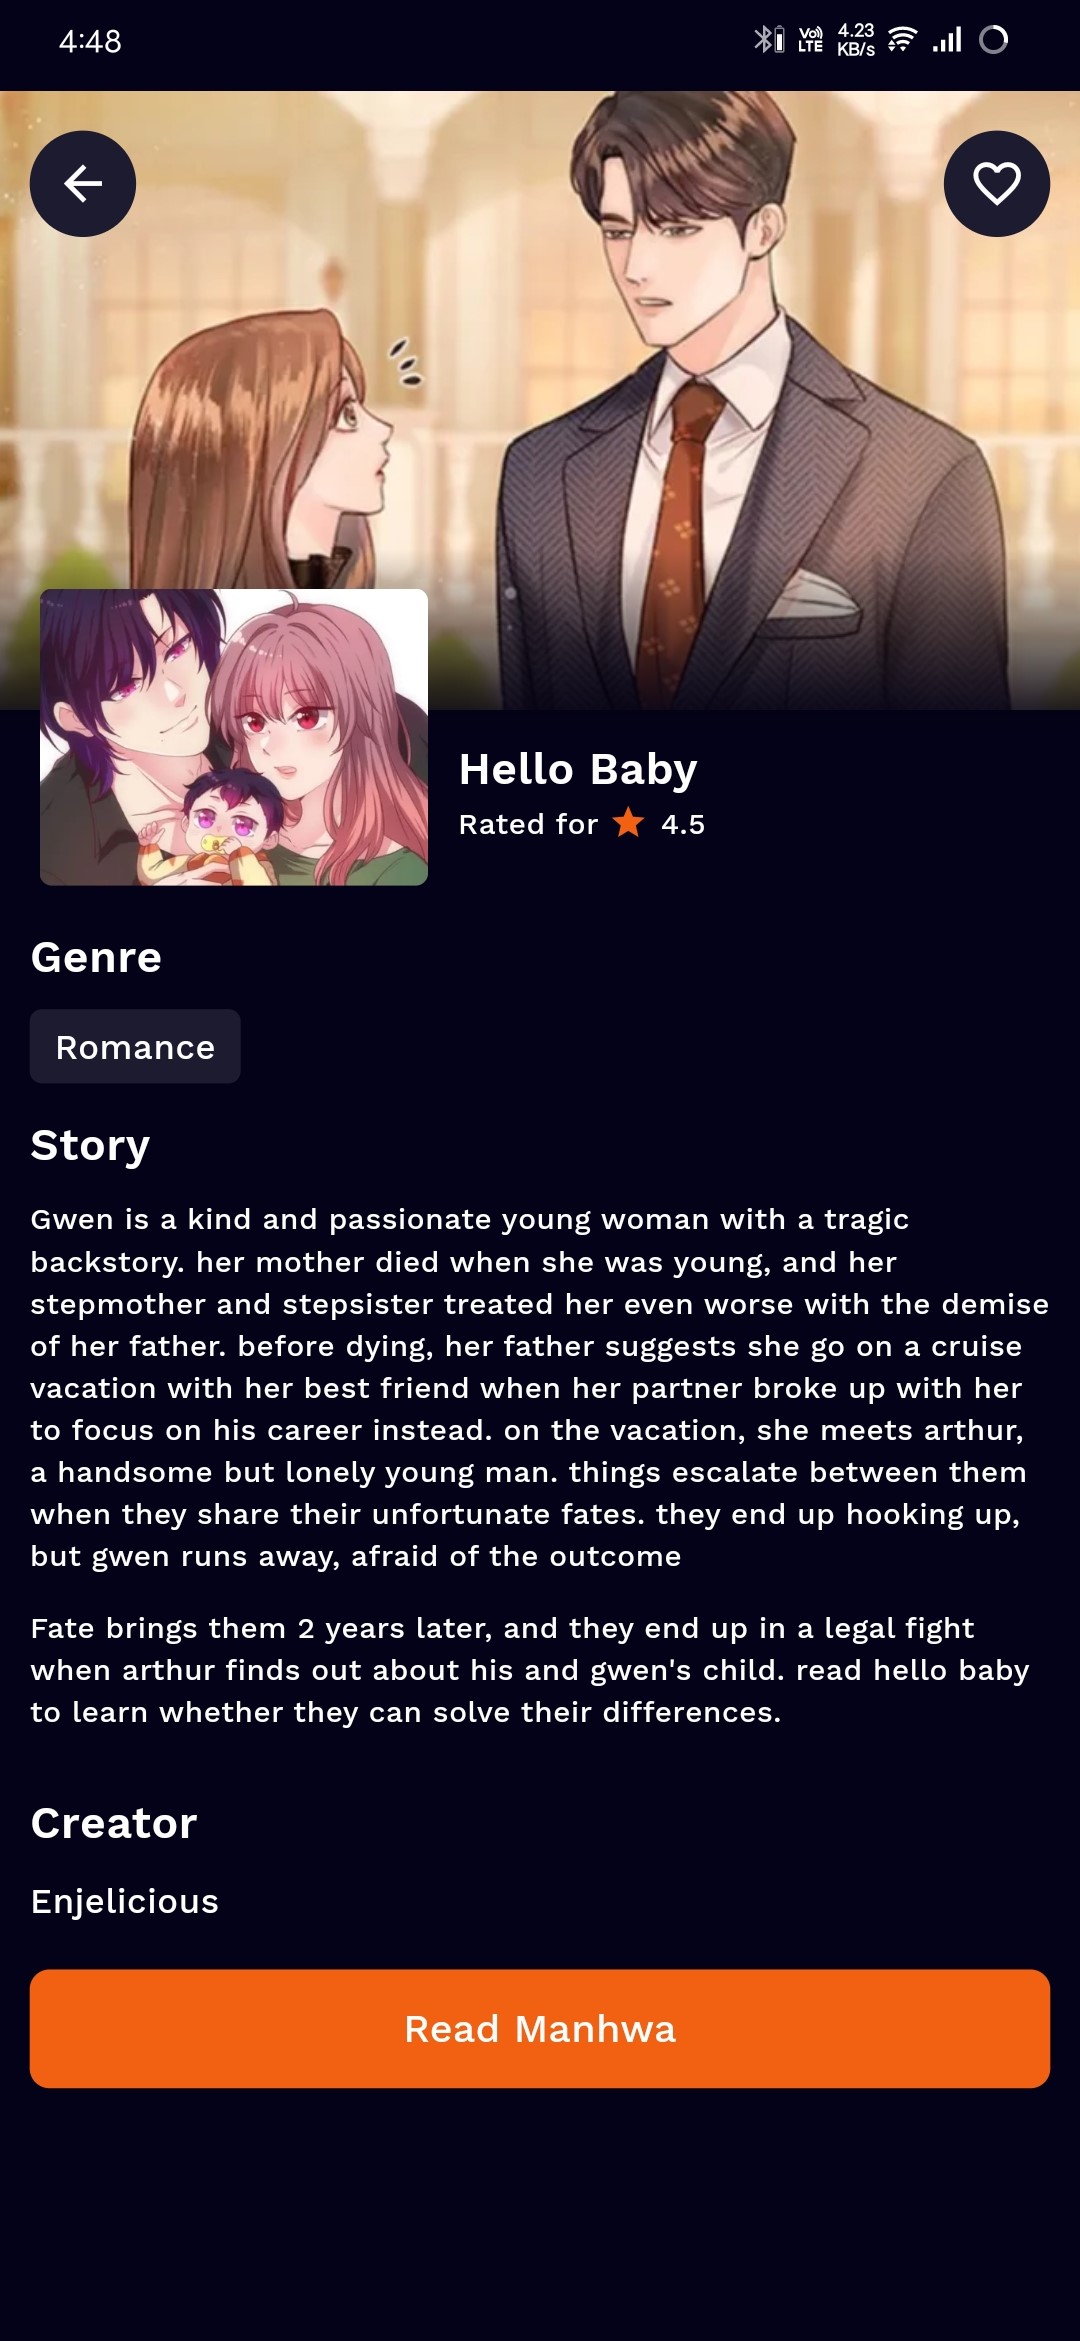 4:48
Vo)) LTE
4.23 KB/s
Hello Baby
Rated for 4.5
Genre
Romance
Story
Gwen is a kind and passionate young woman with a tragic
backstory. her mother died when she was young, and her
stepmother and stepsister treated her even worse with the demise
of her father. before dying, her father suggests she go on a cruise
vacation with her best friend when her partner broke up with her
to focus on his career instead. on the vacation, she meets arthur,
a handsome but lonely young man. things escalate between them
when they share their unfortunate fates. they end up hooking up,
but gwen runs away, afraid of the outcome
Fate brings them 2 years later, and they end up in a legal fight
when arthur finds out about his and gwen's child. read hello baby
to learn whether they can solve their differences.
Creator
Enjelicious
Read Manhwa